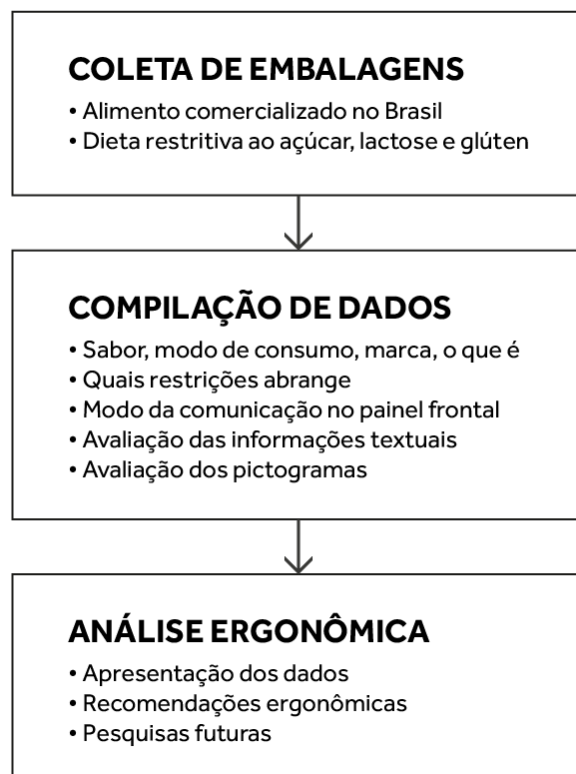 COLETA DE EMBALAGENS
• Alimento comercializado no Brasil
• Dieta restritiva ao açúcar, lactose e glúten
COMPILAÇÃO DE DADOS
• Sabor, modo de consumo, marca, o que é
• Quais restrições abrange
• Modo da comunicação no painel frontal
• Avaliação das informações textuais
• Avaliação dos pictogramas
ANÁLISE ERGONÔMICA
• Apresentação dos dados
• Recomendações ergonômicas
• Pesquisas futuras